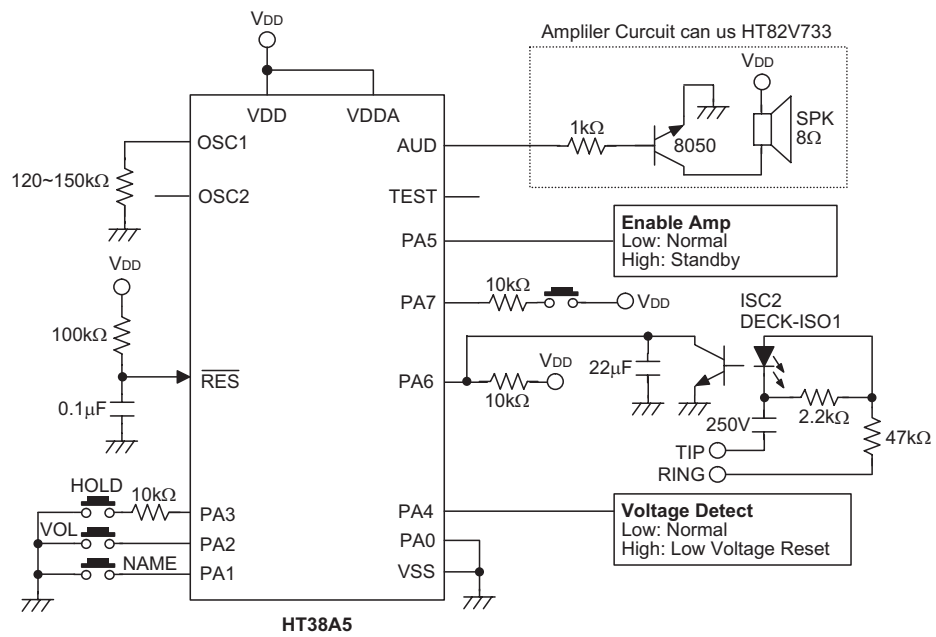 VDD
Ampliler Curcuit can us HT82V733
VDD
VDD
VDDA
OSC1
AUD
1kΩ
8050
SPK
8Ω
120~150kΩ
OSC2
TEST
Enable Amp
Low: Normal
High: Standby
PA5
VDD
10kΩ
PA7
VDD
ISC2
DECK-ISO1
100kΩ
RES
PA6
VDD
10kΩ
22μF
2.2kΩ
0.1μF
250V
47kΩ
TIP
RING
HOLD
10kΩ
PA3
PA4
Voltage Detect
Low: Normal
High: Low Voltage Reset
VOL
PA2
PA0
NAME
PA1
VSS
HT38A5